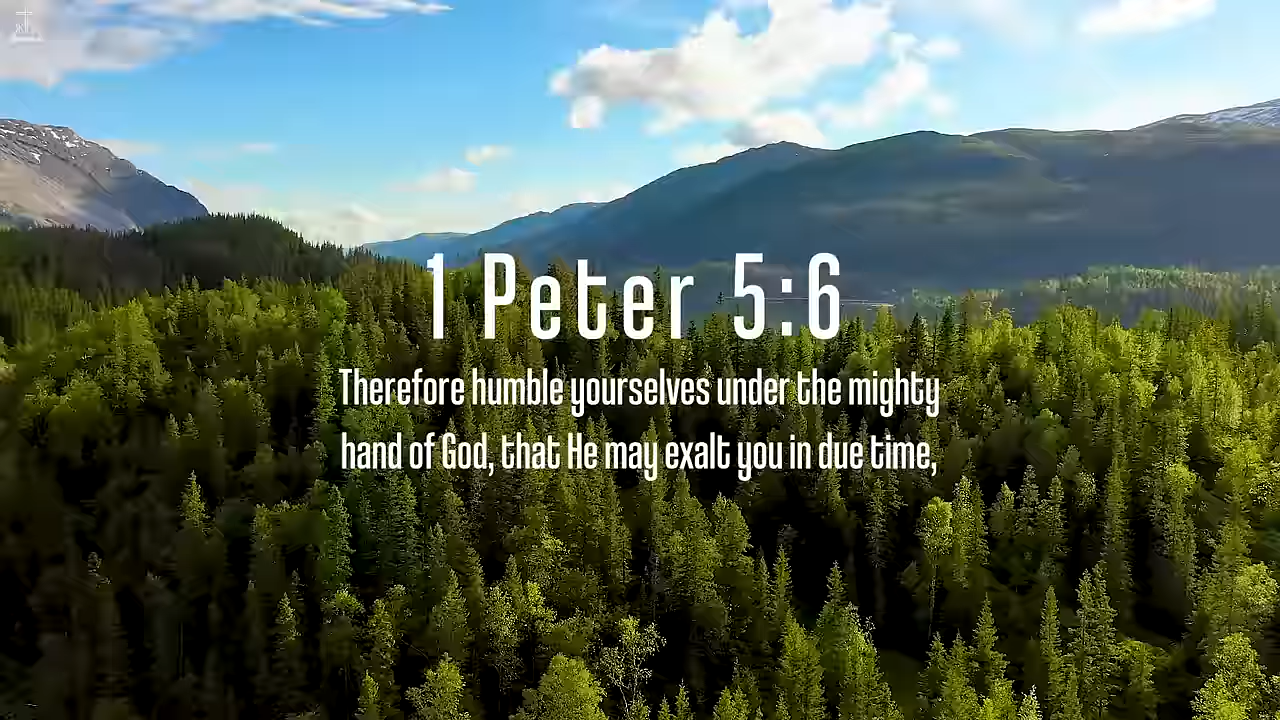 1 Peter 5:6
Therefore humble yourselves under the mighty
hand of God, that He may exalt you in due time,